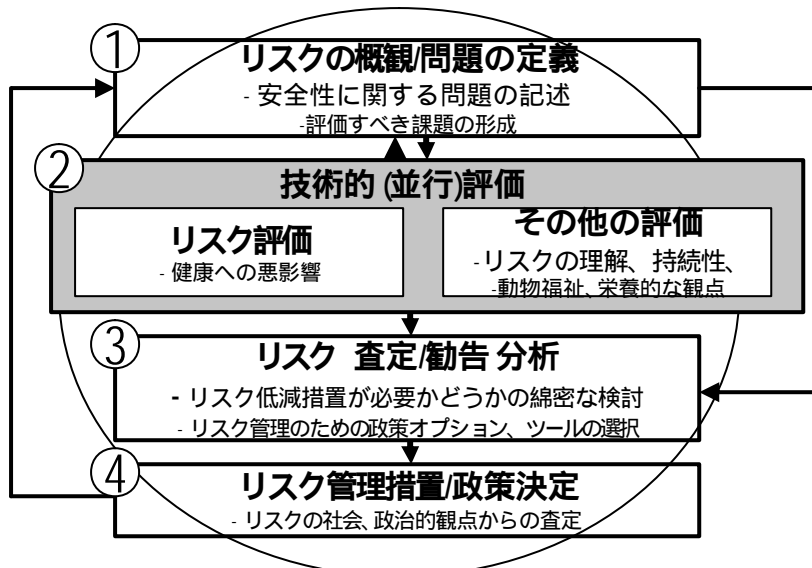 ①
リスクの概観/問題の定義
- 安全性に関する問題の記述
-評価すべき課題の形成
②
技術的 (並行)評価
リスク評価
- 健康への悪影響
その他の評価
-リスクの理解、持続性、
-動物福祉、栄養的な観点
③
リスク 査定/勧告 分析
- リスク低減措置が必要かどうかの綿密な検討
- リスク管理のための政策オプション、ツールの選択
④
リスク管理措置/政策決定
- リスクの社会、政治的観点からの査定